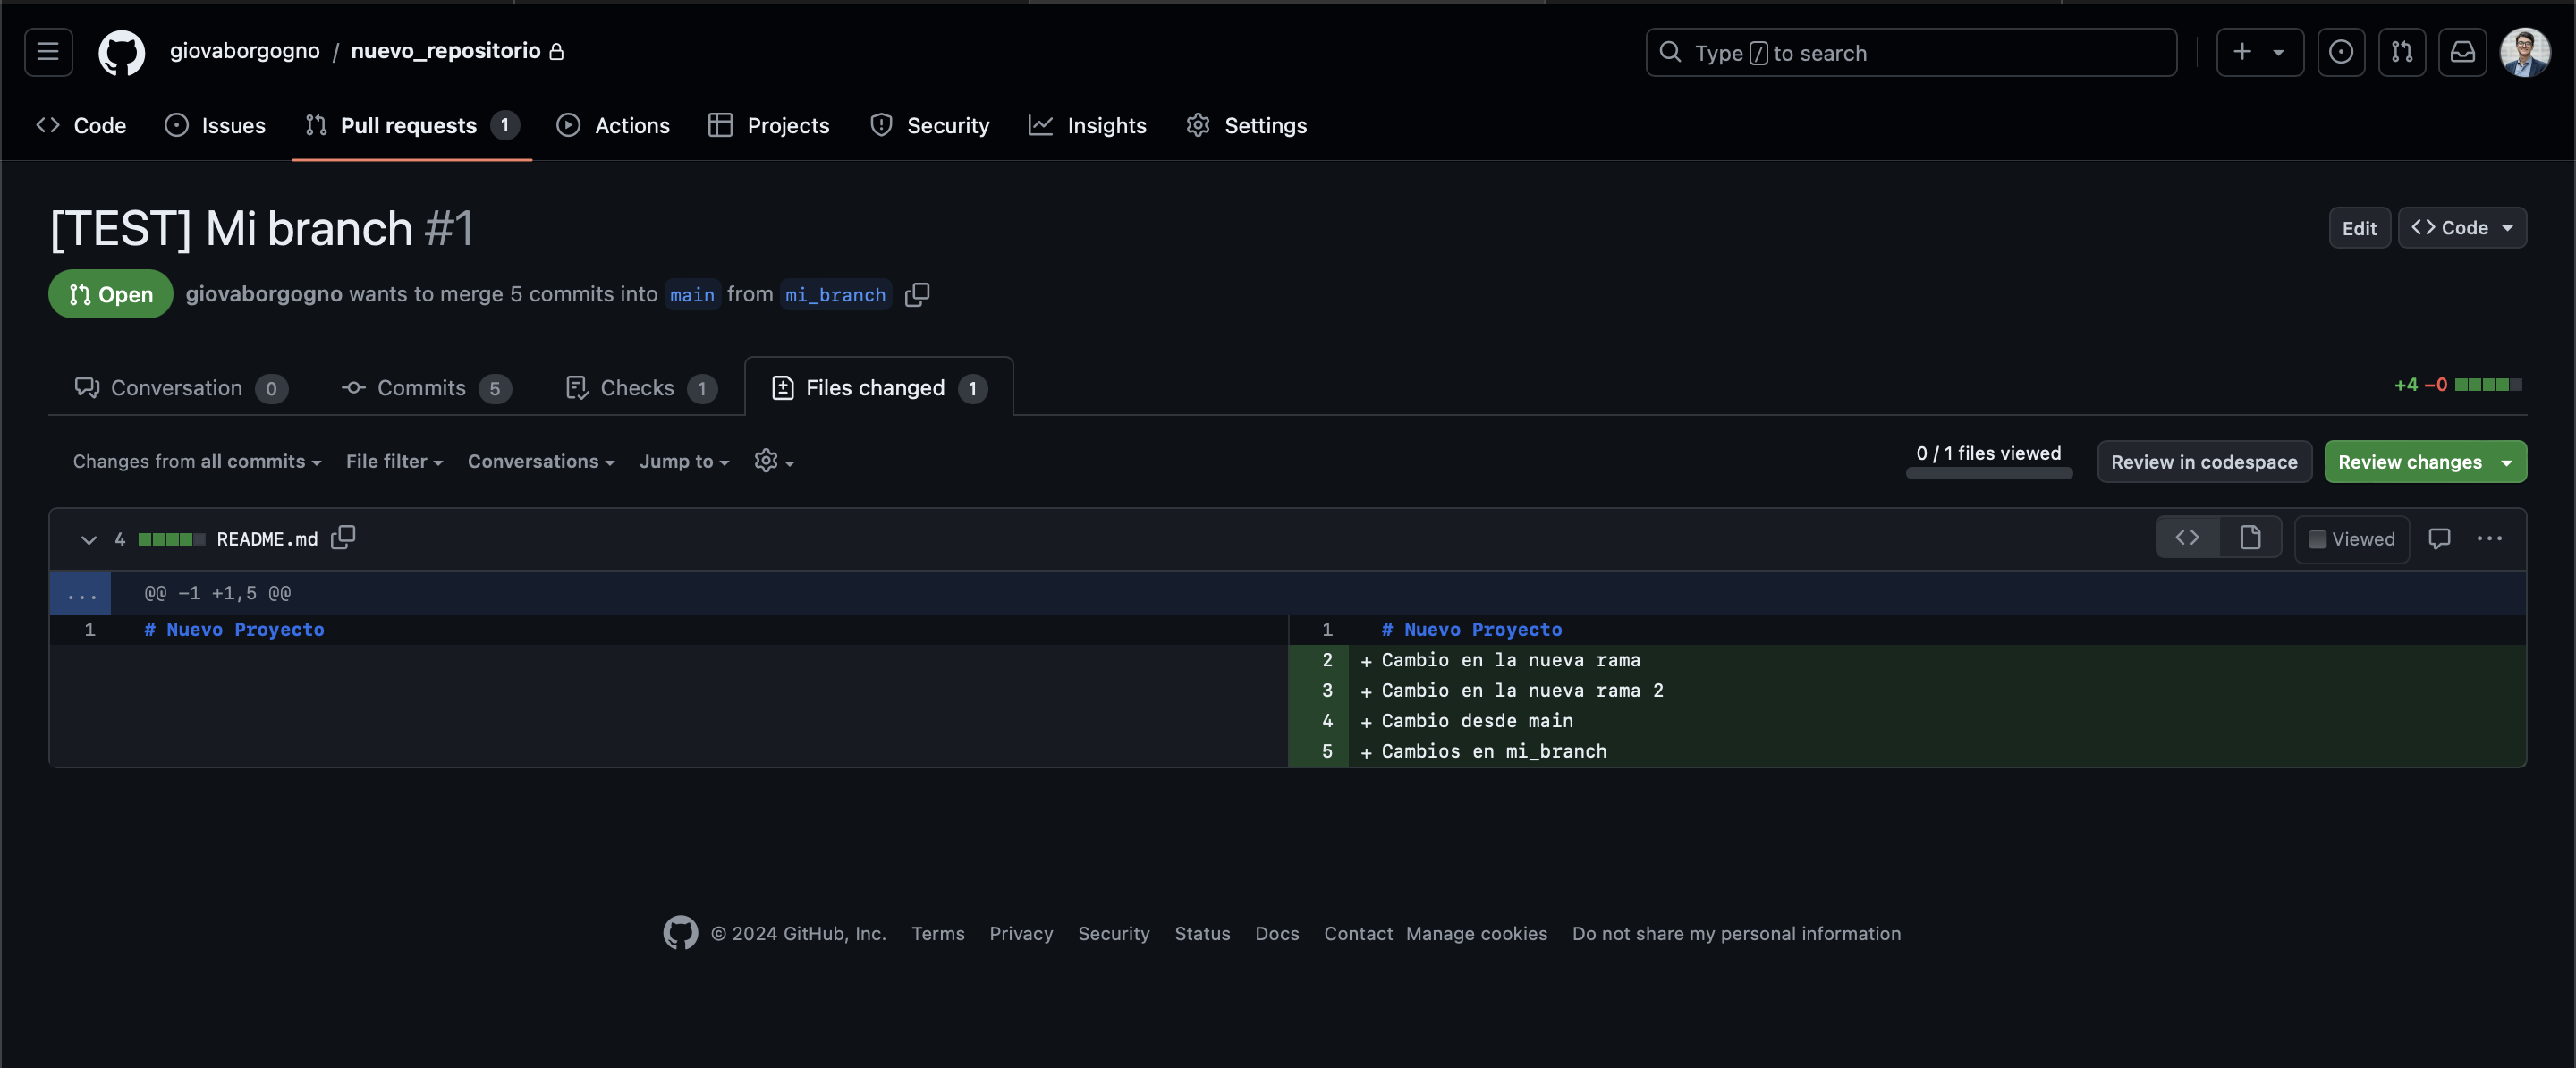 giovaborgogno / nuevo_repositorio
Type / to search
Code Issues Pull requests 1 Actions Projects Security Insights Settings
[TEST] Mi branch #1
Edit <> Code
Open giovaborgogno wants to merge 5 commits into main from mi_branch
Conversation 0 Commits 5 Checks 1 Files changed 1
+4 −0
Changes from all commits File filter Conversations Jump to
0 / 1 files viewed
Review in codespace Review changes
4 README.md
Viewed
...
@@ -1 +1,5 @@
1 # Nuevo Proyecto
1 # Nuevo Proyecto
2 + Cambio en la nueva rama
3 + Cambio en la nueva rama 2
4 + Cambio desde main
5 + Cambios en mi_branch
© 2024 GitHub, Inc. Terms Privacy Security Status Docs Contact Manage cookies Do not share my personal information